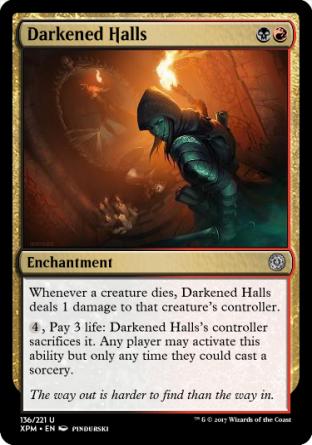 Darkened Halls
Enchantment
Whenever a creature dies, Darkened Halls
deals 1 damage to that creature's controller.
4, Pay 3 life: Darkened Halls's controller
sacrifices it. Any player may activate this
ability but only any time they could cast a
sorcery.
The way out is harder to find than the way in.
136/221 U
XPM • EN PINDURSKI
™ & © 2017 Wizards of the Coast